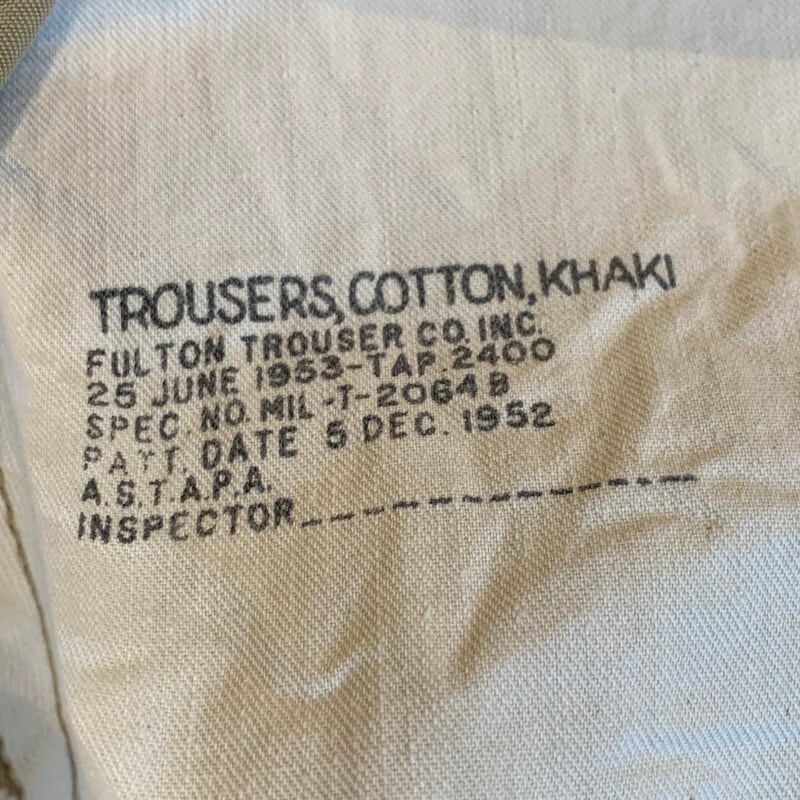 TROUSERS, COTTON, KHAKI
FULTON TROUSER CO. INC.
25 JUNE 1953-TAP. 2400
SPEC. NO. MIL-T-2064B
PATT. DATE 5 DEC. 1952
A.S.T.A.P.A.
INSPECTOR_______________